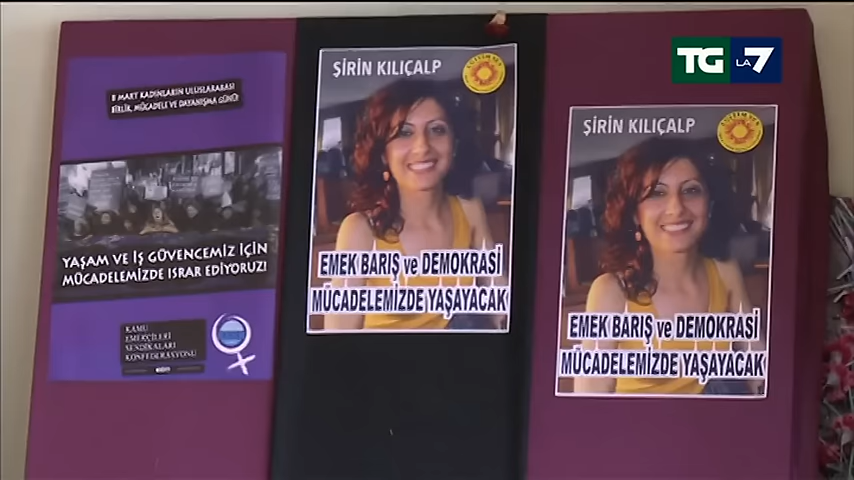 TG LA 7
8 MART KADINLARIN ULUSLARARASI
BİRLİK, MÜCADELE VE DAYANIŞMA GÜNÜ!
YAŞAM VE İŞ GÜVENCEMİZ İÇİN
MÜCADELEMİZDE ISRAR EDİYORUZ!
KAMU
EMEKÇİLERİ
SENDİKALARI
KONFEDERASYONU
ŞİRİN KILIÇALP
EMEK BARIŞ ve DEMOKRASİ
MÜCADELEMİZDE YAŞAYACAK
ŞİRİN KILIÇALP
EMEK BARIŞ ve DEMOKRASİ
MÜCADELEMİZDE YAŞAYACAK